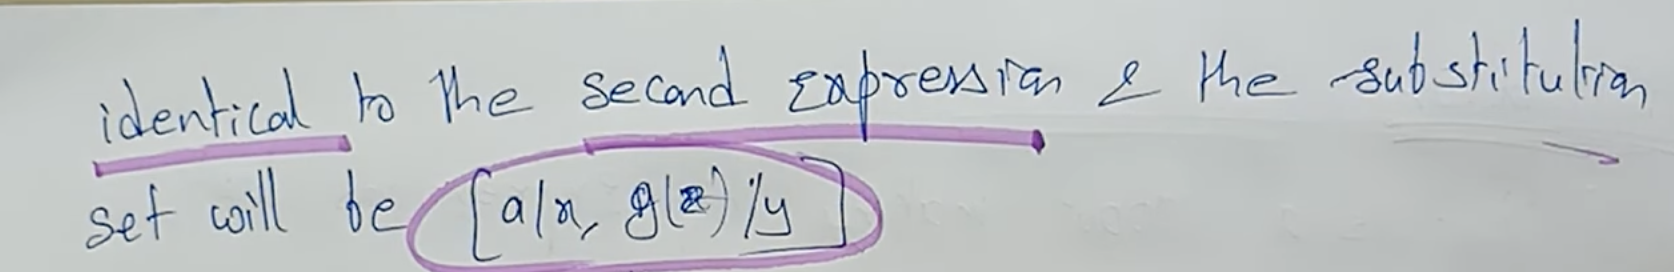 identical to the second Expression & the substitution
set will be [a/x, g(z)/y]